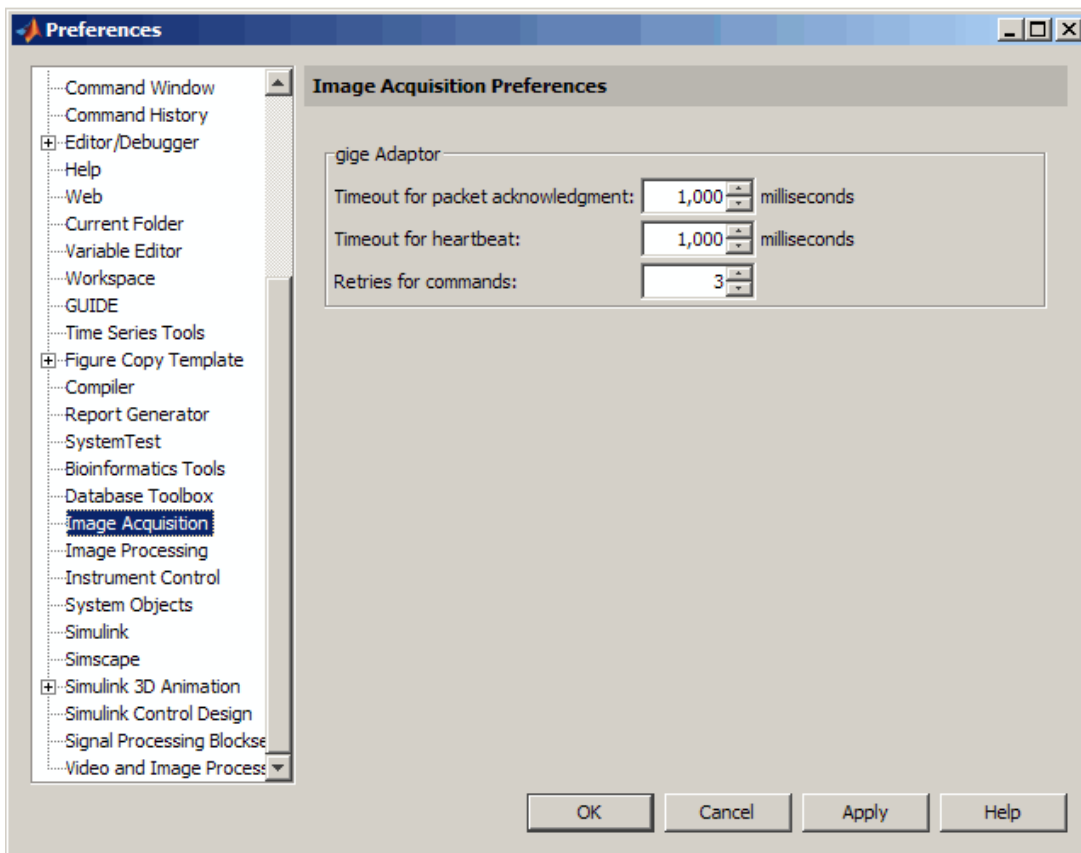 Preferences
Command Window
Command History
Editor/Debugger
Help
Web
Current Folder
Variable Editor
Workspace
GUIDE
Time Series Tools
Figure Copy Template
Compiler
Report Generator
SystemTest
Bioinformatics Tools
Database Toolbox
Image Acquisition
Image Processing
Instrument Control
System Objects
Simulink
Simscape
Simulink 3D Animation
Simulink Control Design
Signal Processing Blockse
Video and Image Process
Image Acquisition Preferences
gige Adaptor
Timeout for packet acknowledgment: 1,000 milliseconds
Timeout for heartbeat: 1,000 milliseconds
Retries for commands: 3
OK Cancel Apply Help